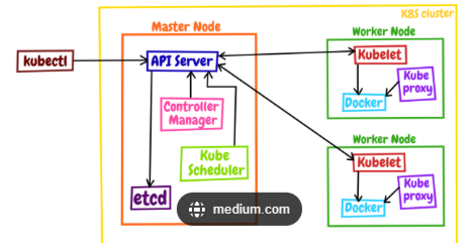 K8S cluster
Master Node
kubectl
API Server
Controller
Manager
Kube
Scheduler
etcd
Worker Node
Kubelet
Kube
proxy
Docker
Worker Node
Kubelet
Kube
proxy
Docker
medium.com